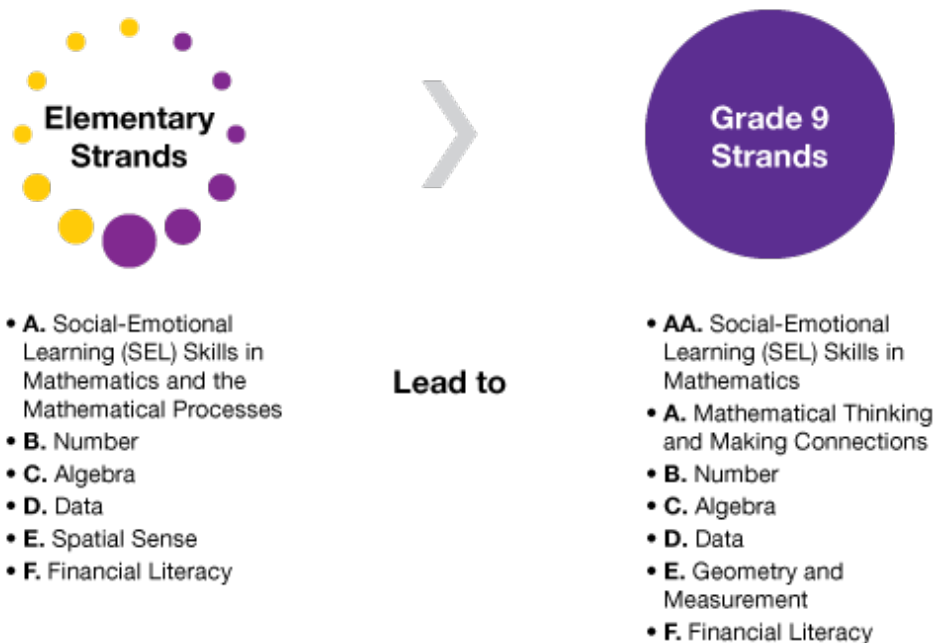 Elementary
Strands
Grade 9
Strands
• A. Social-Emotional
Learning (SEL) Skills in
Mathematics and the
Mathematical Processes
• B. Number
• C. Algebra
• D. Data
• E. Spatial Sense
• F. Financial Literacy
Lead to
• AA. Social-Emotional
Learning (SEL) Skills in
Mathematics
• A. Mathematical Thinking
and Making Connections
• B. Number
• C. Algebra
• D. Data
• E. Geometry and
Measurement
• F. Financial Literacy